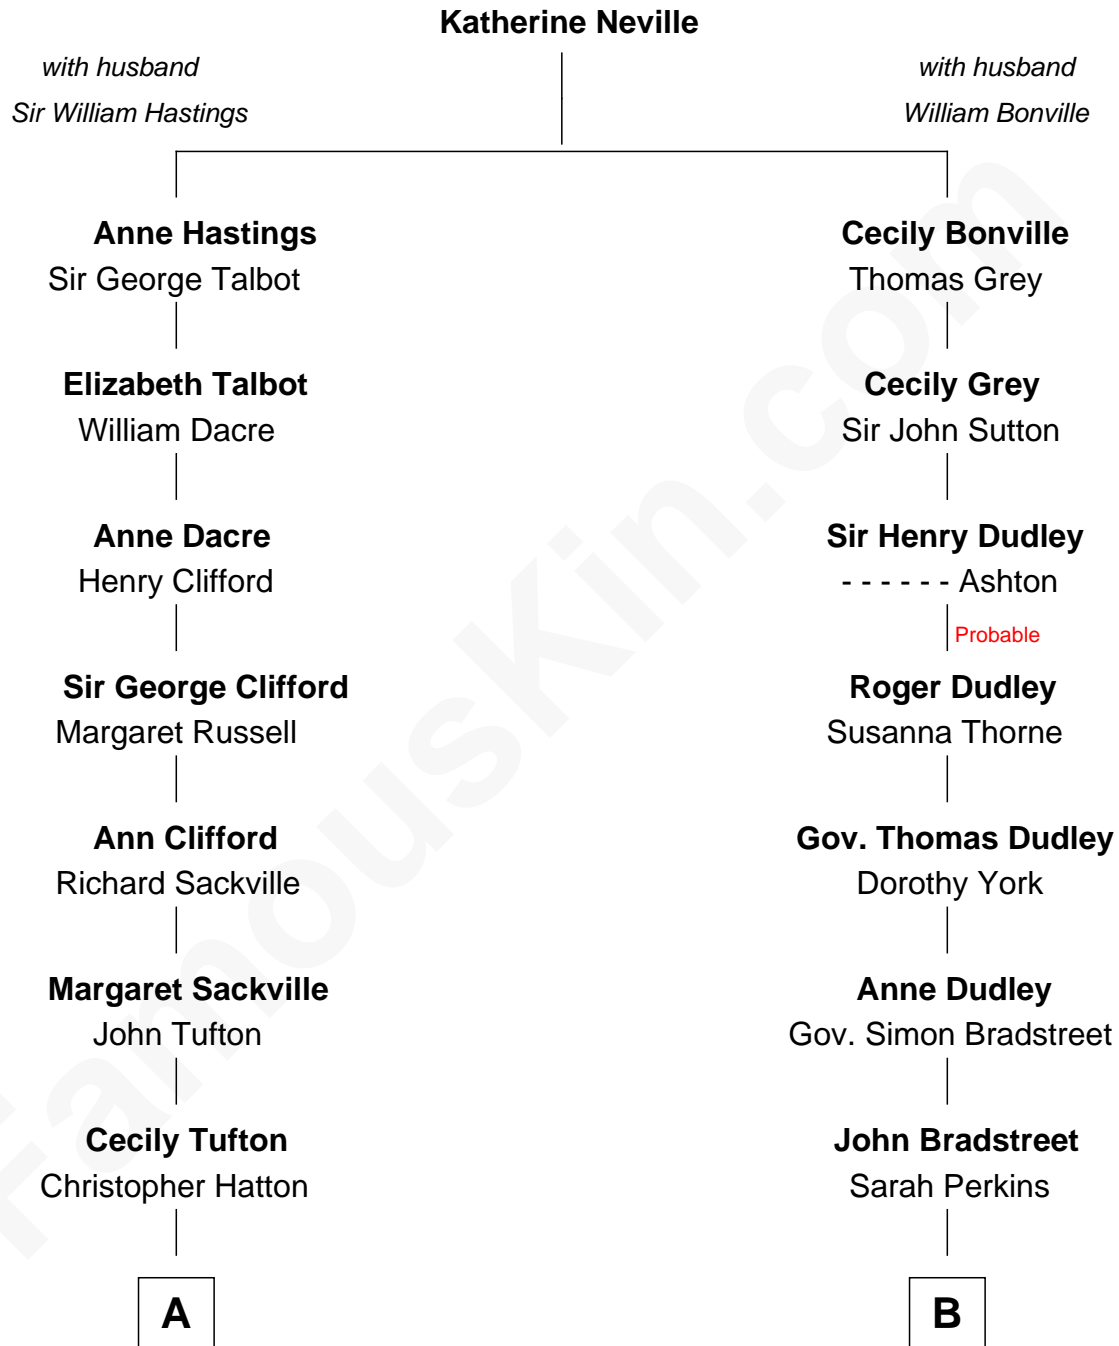 Katherine Neville
with husband
Sir William Hastings
with husband
William Bonville
Anne Hastings
Sir George Talbot
Cecily Bonville
Thomas Grey
Elizabeth Talbot
William Dacre
Cecily Grey
Sir John Sutton
Anne Dacre
Henry Clifford
Sir Henry Dudley
- - - - - - Ashton
Probable
Sir George Clifford
Margaret Russell
Roger Dudley
Susanna Thorne
Ann Clifford
Richard Sackville
Gov. Thomas Dudley
Dorothy York
Margaret Sackville
John Tufton
Anne Dudley
Gov. Simon Bradstreet
Cecily Tufton
Christopher Hatton
John Bradstreet
Sarah Perkins
A
B
FamousKin.com